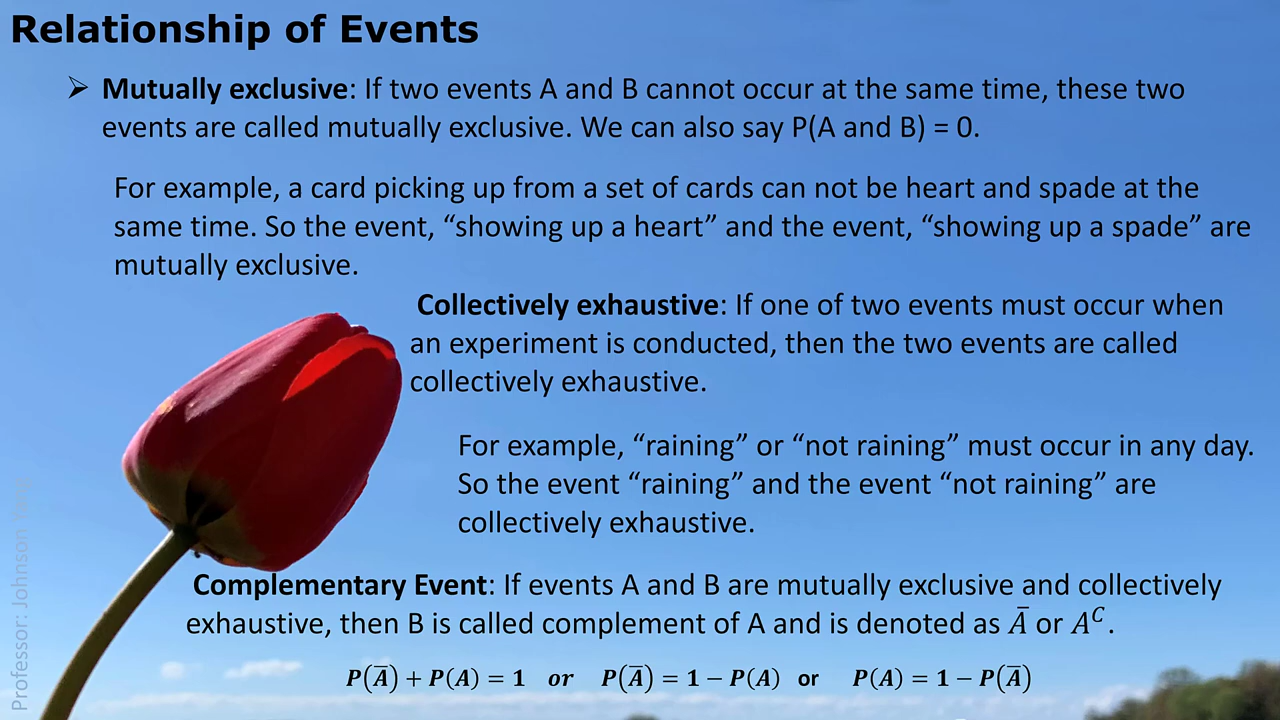 Relationship of Events
➢ Mutually exclusive: If two events A and B cannot occur at the same time, these two
events are called mutually exclusive. We can also say P(A and B) = 0.
For example, a card picking up from a set of cards can not be heart and spade at the
same time. So the event, “showing up a heart” and the event, “showing up a spade” are
mutually exclusive.
Collectively exhaustive: If one of two events must occur when
an experiment is conducted, then the two events are called
collectively exhaustive.
For example, “raining” or “not raining” must occur in any day.
So the event “raining” and the event “not raining” are
collectively exhaustive.
Complementary Event: If events A and B are mutually exclusive and collectively
exhaustive, then B is called complement of A and is denoted as Ā or Aᶜ.
P(Ā) + P(A) = 1 or P(Ā) = 1 − P(A) or P(A) = 1 − P(Ā)
Professor: Johnson